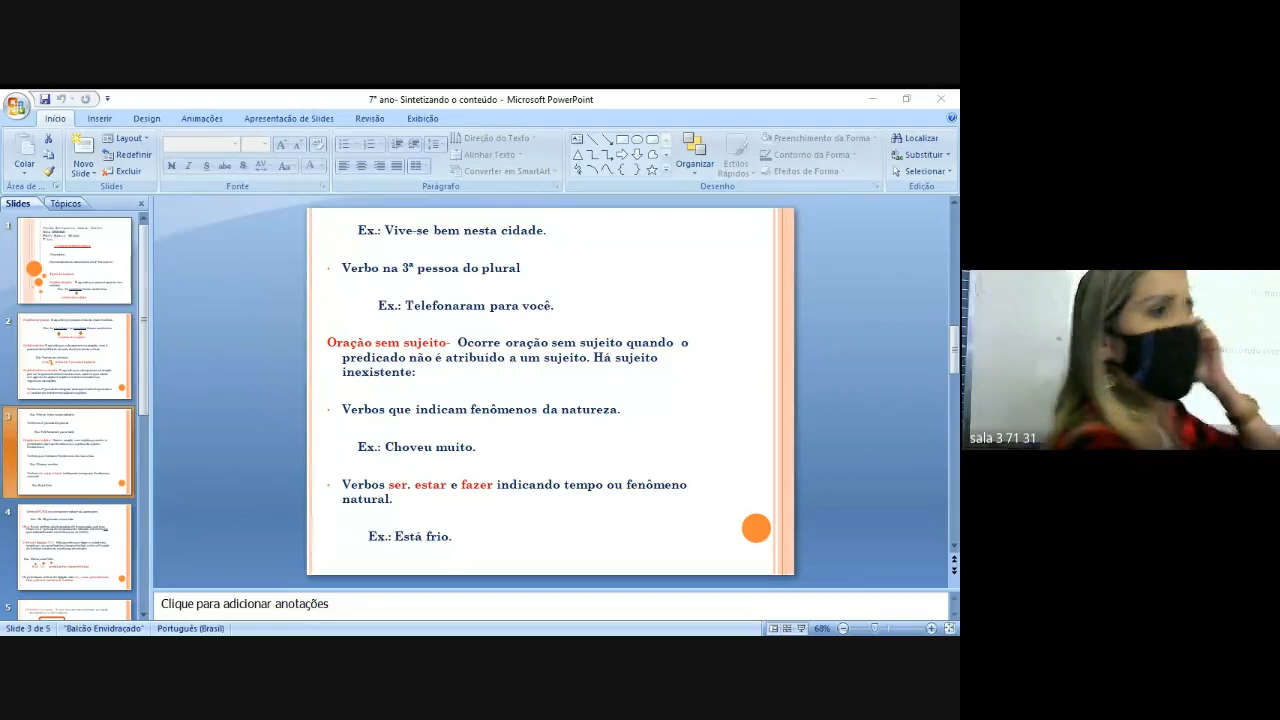 7° ano- Sintetizando o conteúdo - Microsoft PowerPoint
Início Inserir Design Animações Apresentação de Slides Revisão Exibição
Colar
Novo Slide
Layout
Redefinir
Excluir
Direção do Texto
Alinhar Texto
Converter em SmartArt
Organizar
Estilos Rápidos
Preenchimento da Forma
Contorno da Forma
Efeitos de Forma
Localizar
Substituir
Selecionar
Área de... Slides Fonte Parágrafo Desenho Edição
Slides Tópicos
1
2
3
4
5
Ex.: Vive-se bem nesta cidade.
Verbo na 3ª pessoa do plural
Ex.: Telefonaram para você.
Oração sem sujeito- Ocorre oração sem sujeito quando o
predicado não é atribuído a um sujeito. Há sujeito
inexistente:
Verbos que indicam fenômenos da natureza.
Ex.: Choveu muito.
Verbos ser, estar e fazer indicando tempo ou fenômeno
natural.
Ex.: Está frio.
Clique para adicionar anotações
Slide 3 de 5 "Balcão Envidraçado" Português (Brasil) 68%
sala 3 71 31